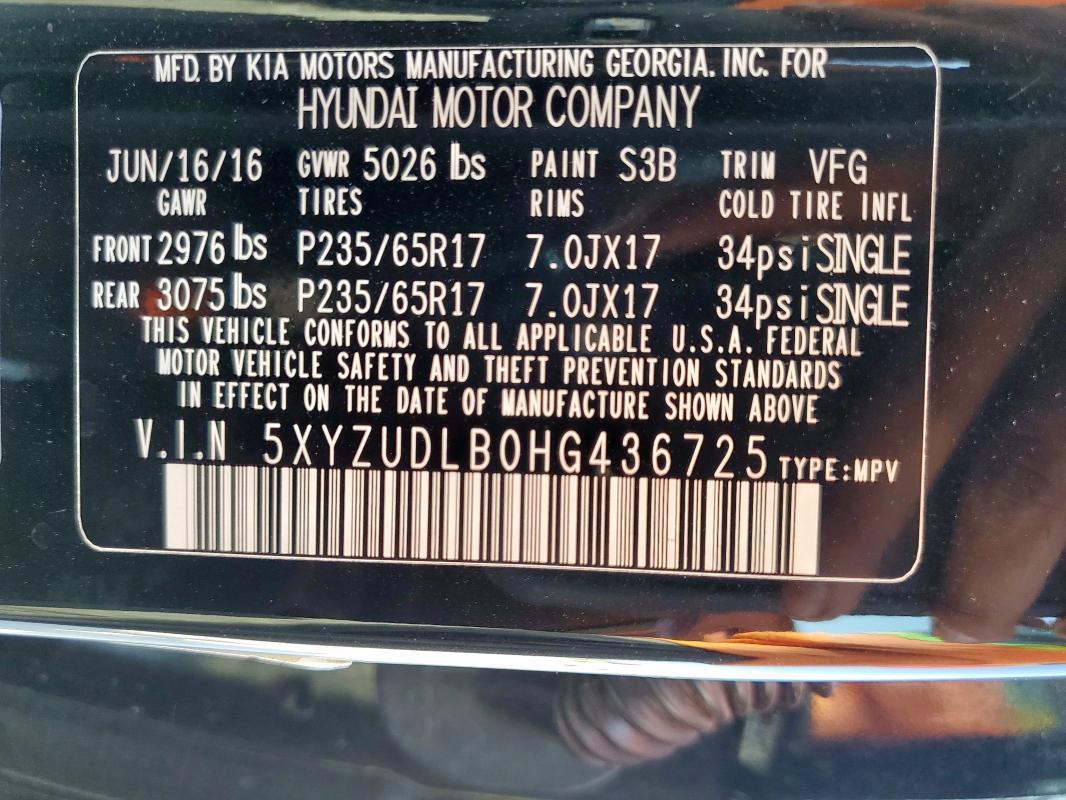 MFD. BY KIA MOTORS MANUFACTURING GEORGIA. INC. FOR
HYUNDAI MOTOR COMPANY
JUN/16/16 GVWR 5026 lbs PAINT S3B TRIM VFG
GAWR TIRES RIMS COLD TIRE INFL
FRONT 2976 lbs P235/65R17 7.0JX17 34psi SINGLE
REAR 3075 lbs P235/65R17 7.0JX17 34psi SINGLE
THIS VEHICLE CONFORMS TO ALL APPLICABLE U.S.A. FEDERAL
MOTOR VEHICLE SAFETY AND THEFT PREVENTION STANDARDS
IN EFFECT ON THE DATE OF MANUFACTURE SHOWN ABOVE
V.I.N 5XYZUDLB0HG436725 TYPE:MPV